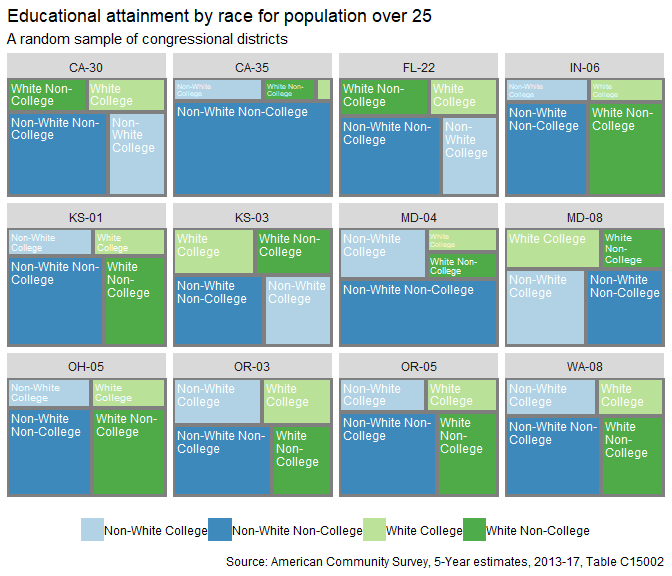 Educational attainment by race for population over 25
A random sample of congressional districts
CA-30
CA-35
FL-22
IN-06
White Non-
College
White
College
Non-White Non-
College
Non-
White
College
Non-White
College
White Non-
College
Non-White Non-College
White Non-
College
White
College
Non-White Non-
College
Non-
White
College
Non-White
College
White
College
Non-White
Non-College
White Non-
College
KS-01
KS-03
MD-04
MD-08
Non-White
College
White
College
Non-White Non-
College
White
Non-
College
White
College
White Non-
College
Non-White
Non-College
Non-White
College
Non-White
College
White
College
White Non-
College
Non-White Non-College
White College
White
Non-
College
Non-White
College
Non-White
Non-College
OH-05
OR-03
OR-05
WA-08
Non-White
College
White
College
Non-White
Non-College
White Non-
College
Non-White
College
White
College
Non-White Non-
College
White
Non-
College
Non-White
College
White
College
Non-White
Non-College
White
Non-
College
Non-White
College
White
College
Non-White Non-
College
White
Non-
College
Non-White College Non-White Non-College White College White Non-College
Source: American Community Survey, 5-Year estimates, 2013-17, Table C15002